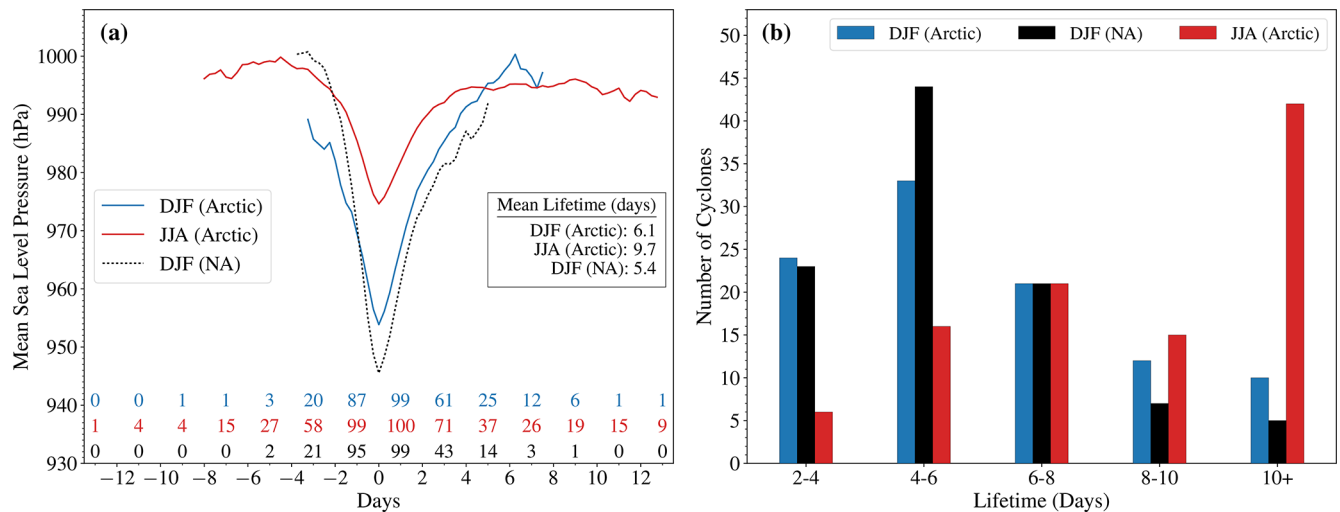 (a)
1000
990
980
970
960
950
940
930
Mean Sea Level Pressure (hPa)
DJF (Arctic)
JJA (Arctic)
DJF (NA)
Mean Lifetime (days)
DJF (Arctic): 6.1
JJA (Arctic): 9.7
DJF (NA): 5.4
0 0 1 1 3 20 87 99 61 25 12 6 1 1
1 4 4 15 27 58 99 100 71 37 26 19 15 9
0 0 0 0 2 21 95 99 43 14 3 1 0 0
−12 −10 −8 −6 −4 −2 0 2 4 6 8 10 12
Days
(b)
DJF (Arctic) DJF (NA) JJA (Arctic)
50
45
40
35
30
25
20
15
10
5
0
Number of Cyclones
2-4 4-6 6-8 8-10 10+
Lifetime (Days)